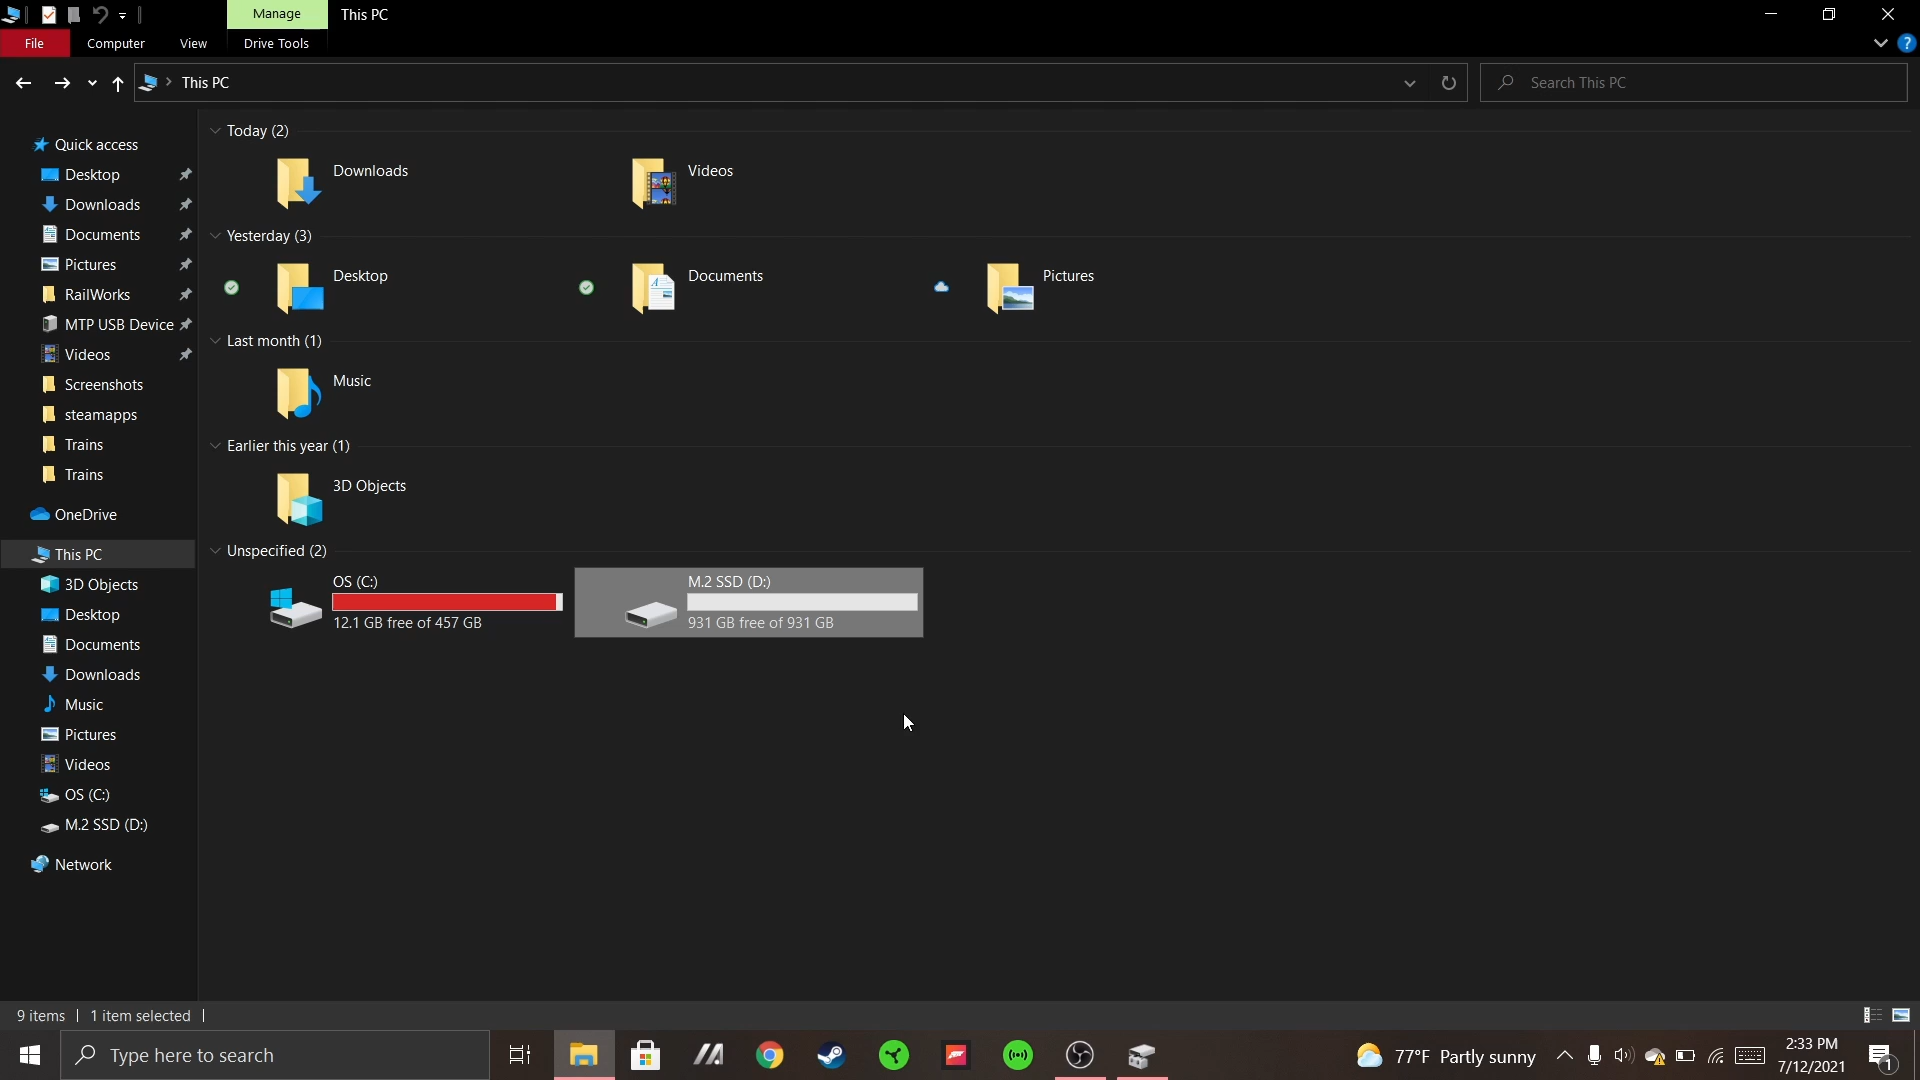 Manage
This PC
File
Computer
View
Drive Tools
?
This PC
Search This PC
Quick access
Desktop
Downloads
Documents
Pictures
RailWorks
MTP USB Device
Videos
Screenshots
steamapps
Trains
Trains
OneDrive
This PC
3D Objects
Desktop
Documents
Downloads
Music
Pictures
Videos
OS (C:)
M.2 SSD (D:)
Network
Today (2)
Downloads
Videos
Yesterday (3)
Desktop
Documents
Pictures
Last month (1)
Music
Earlier this year (1)
3D Objects
Unspecified (2)
OS (C:)
12.1 GB free of 457 GB
M.2 SSD (D:)
931 GB free of 931 GB
9 items
1 item selected
Type here to search
77°F Partly sunny
2:33 PM
7/12/2021
1